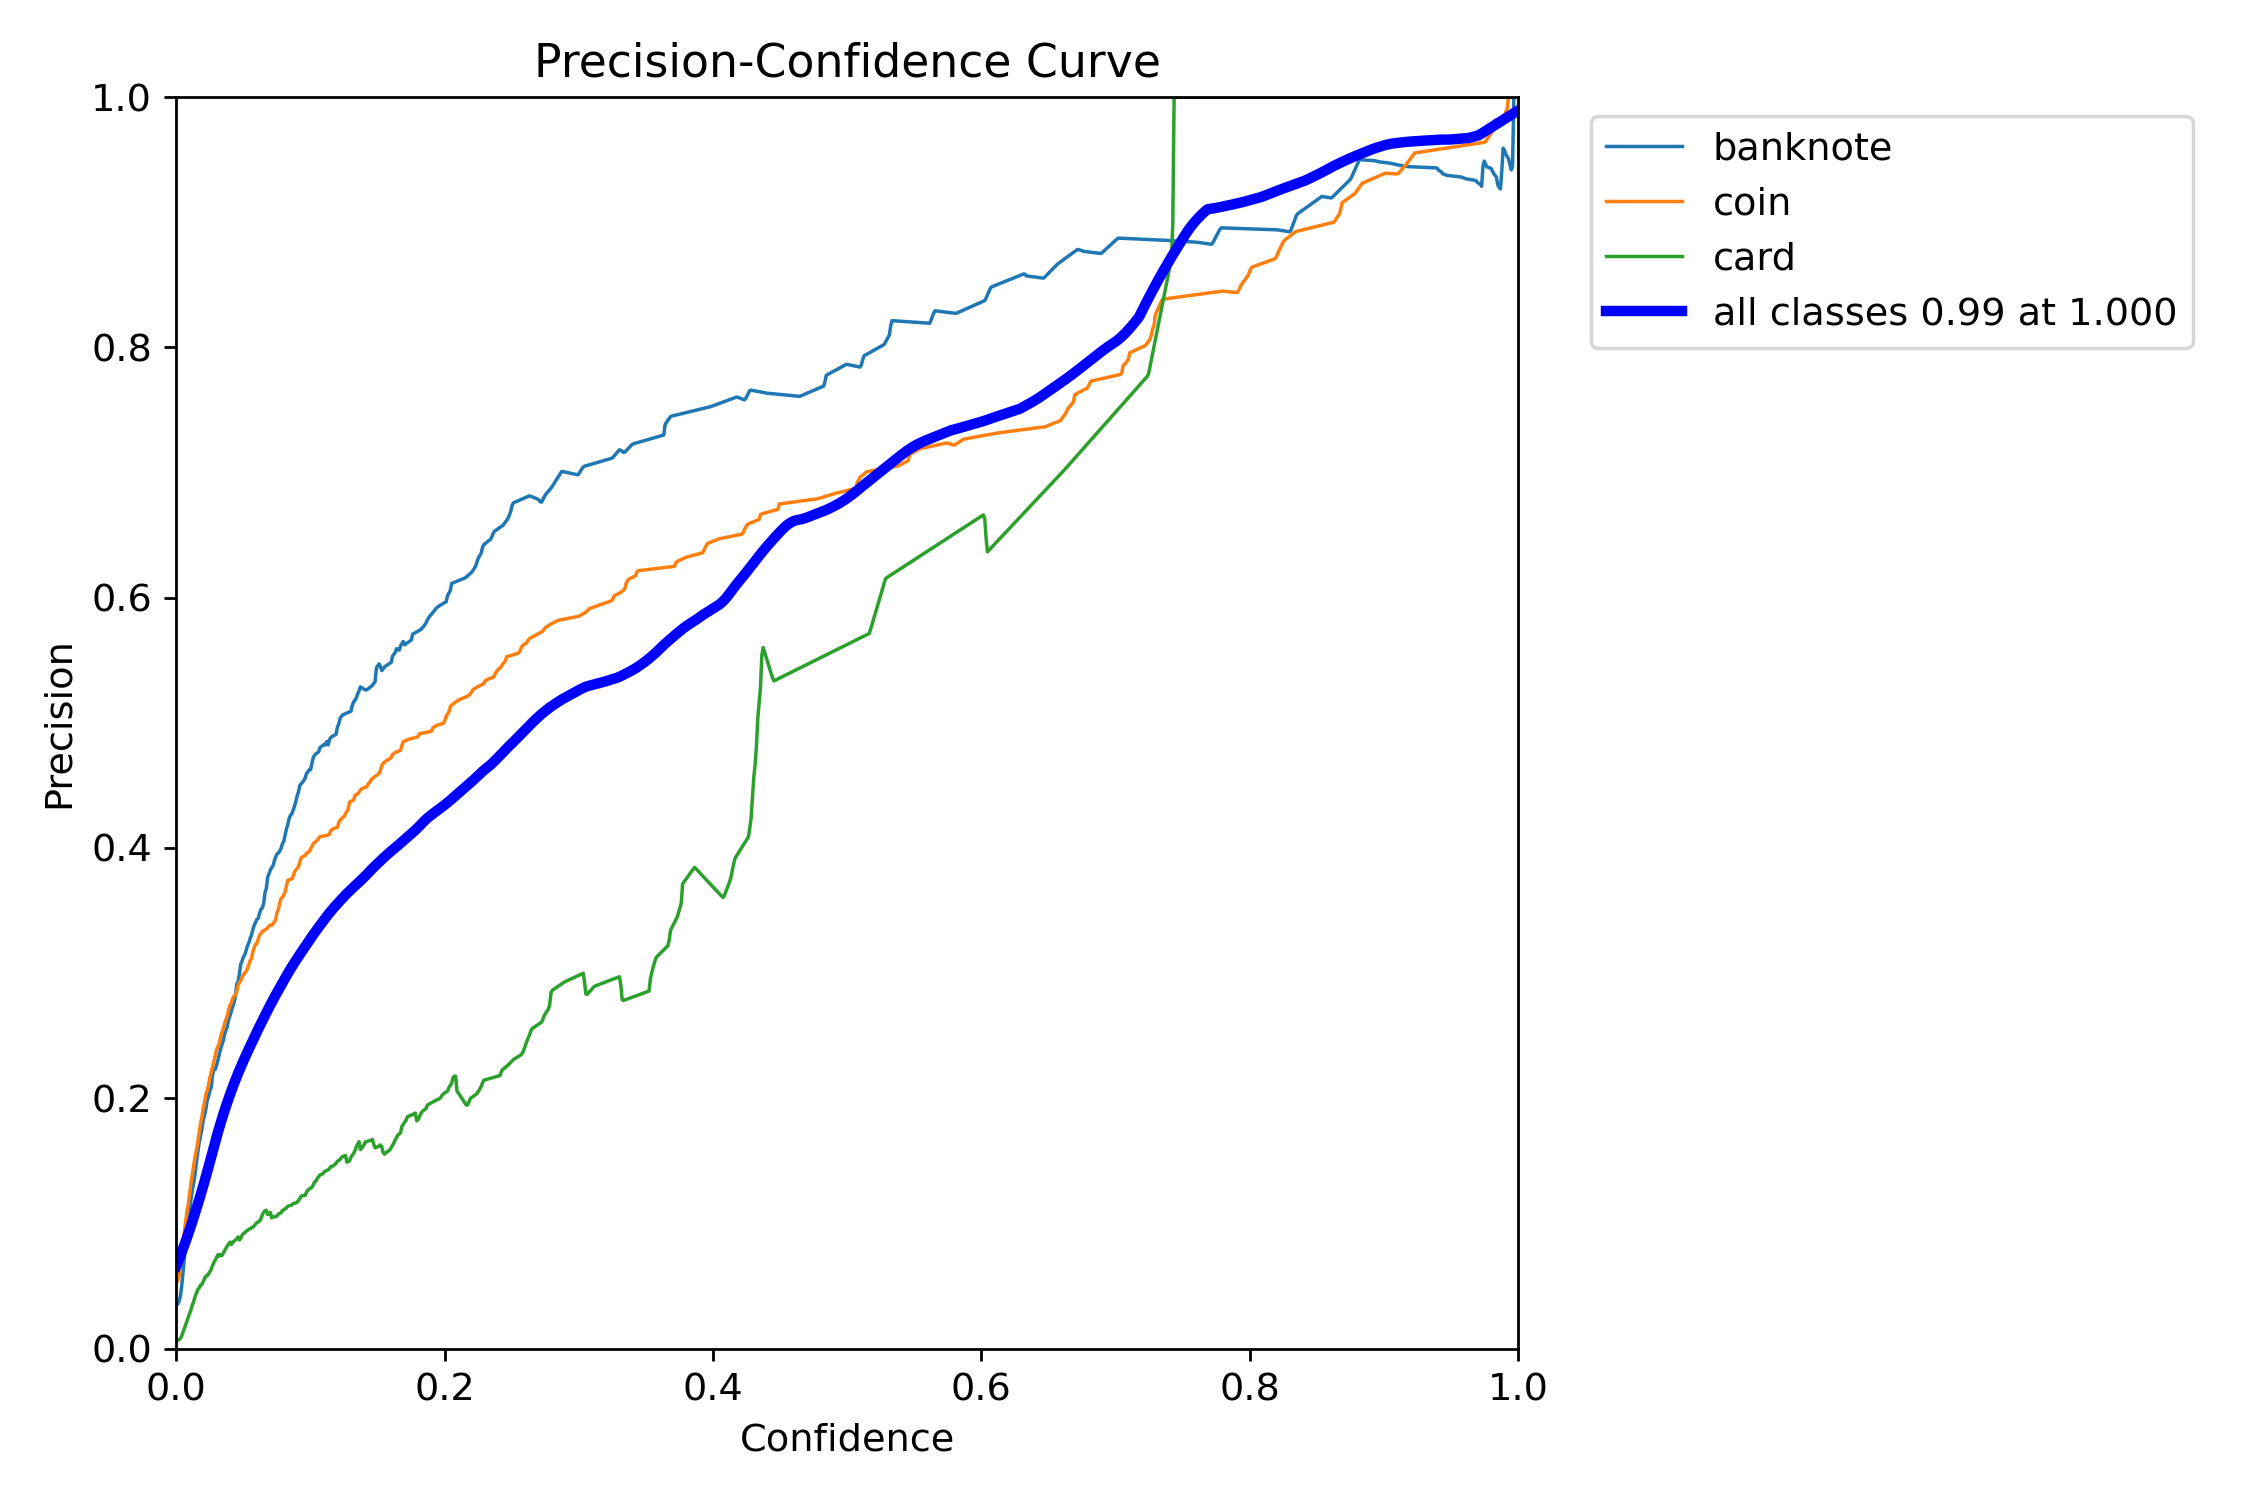 Precision-Confidence Curve
1.0
0.8
0.6
0.4
0.2
0.0
Precision
0.0 0.2 0.4 0.6 0.8 1.0
Confidence
banknote
coin
card
all classes 0.99 at 1.000